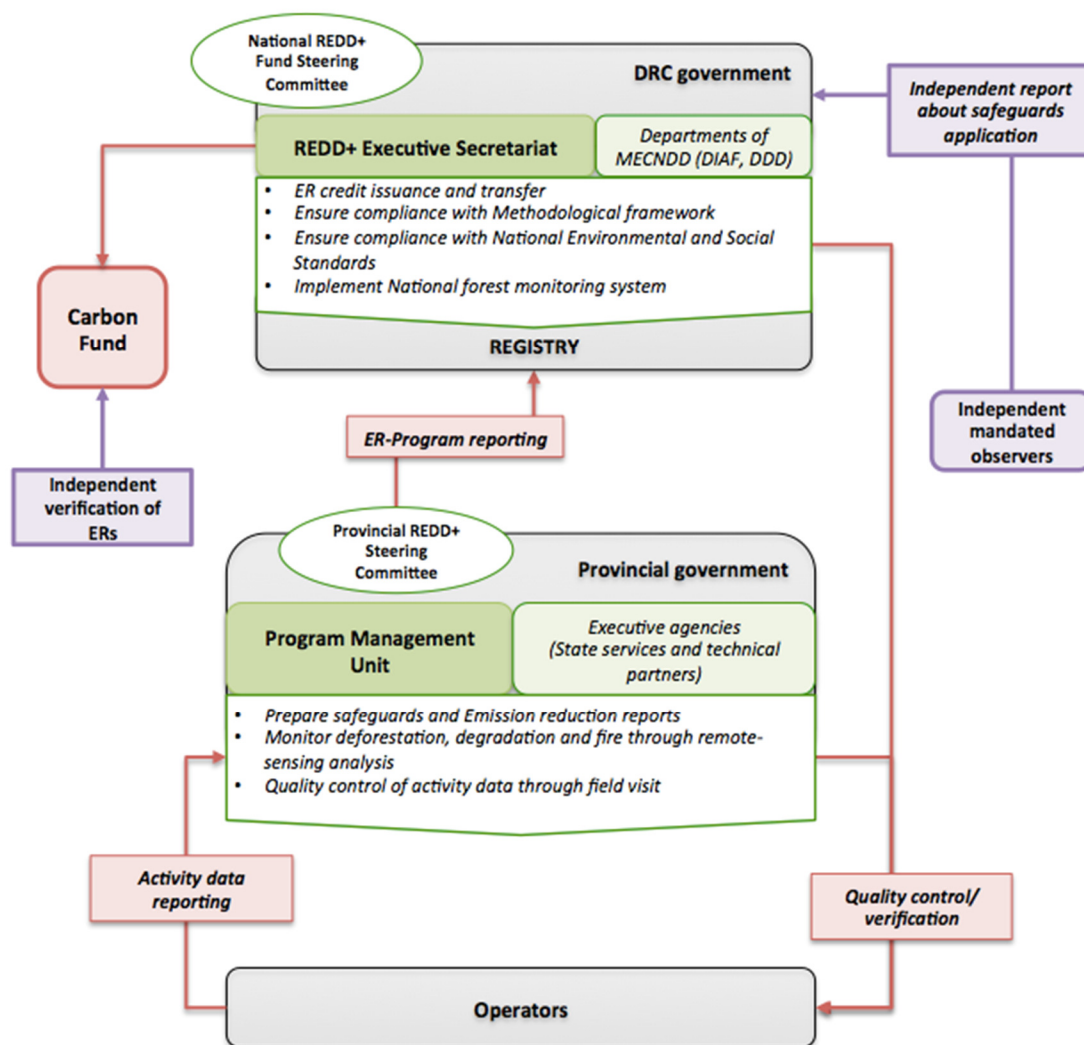 National REDD+
Fund Steering
Committee
DRC government
Independent report
about safeguards
application
REDD+ Executive Secretariat
Departments of
MECNDD (DIAF, DDD)
• ER credit issuance and transfer
• Ensure compliance with Methodological framework
• Ensure compliance with National Environmental and Social
Standards
• Implement National forest monitoring system
Carbon
Fund
REGISTRY
ER-Program reporting
Independent
mandated
observers
Independent
verification of
ERs
Provincial REDD+
Steering
Committee
Provincial government
Program Management
Unit
Executive agencies
(State services and technical
partners)
• Prepare safeguards and Emission reduction reports
• Monitor deforestation, degradation and fire through remote-
sensing analysis
• Quality control of activity data through field visit
Activity data
reporting
Quality control/
verification
Operators